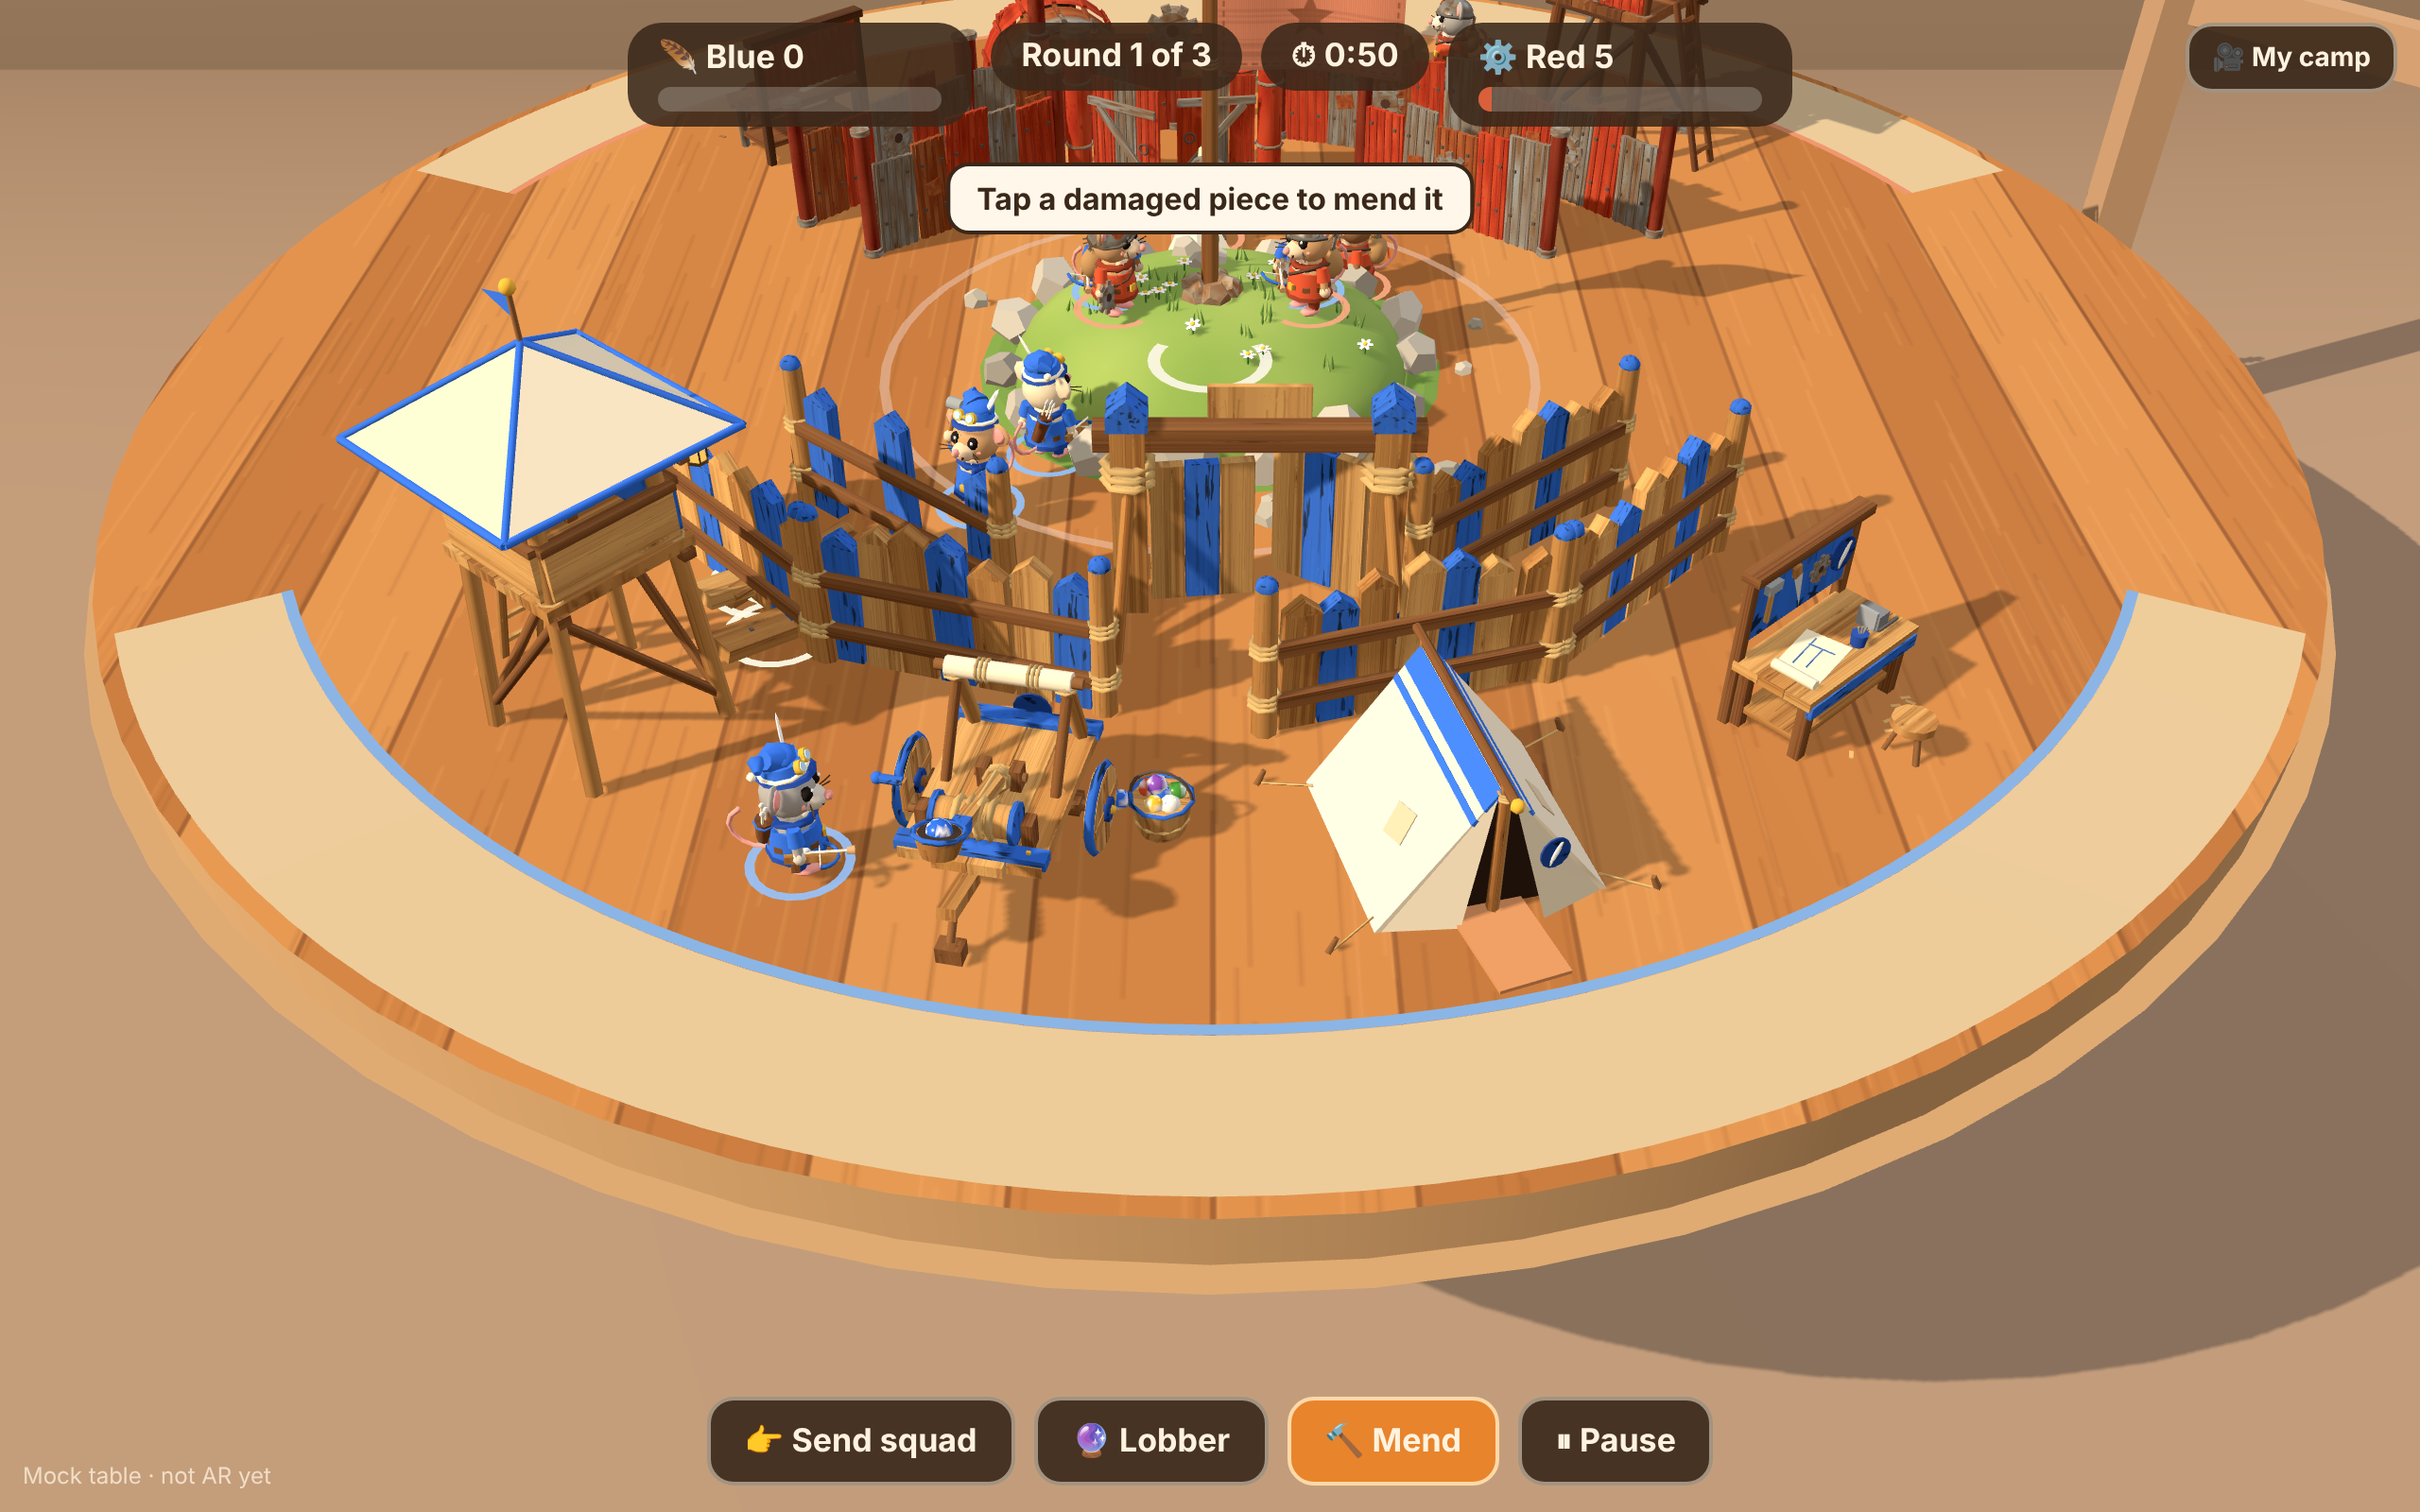 Blue 0
Round 1 of 3
0:50
Red 5
My camp
Tap a damaged piece to mend it
Send squad
Lobber
Mend
Pause
Mock table · not AR yet